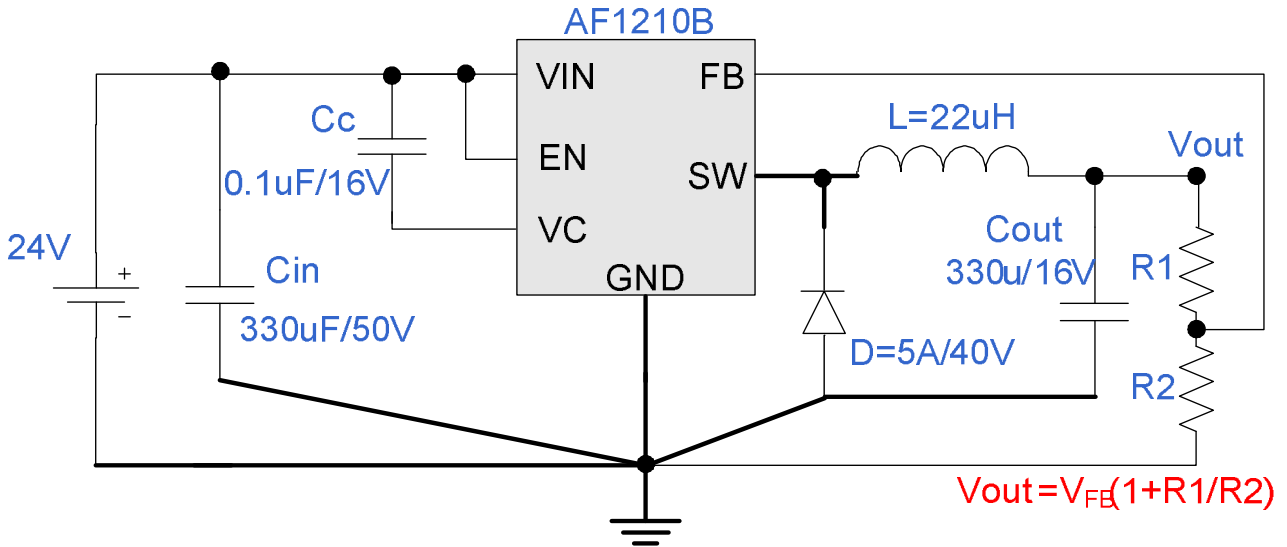 AF1210B
VIN
FB
Cc
L=22uH
EN
Vout
0.1uF/16V
SW
VC
24V
+
−
Cout
Cin
GND
330u/16V
R1
330uF/50V
D=5A/40V
R2
Vout=VFB(1+R1/R2)